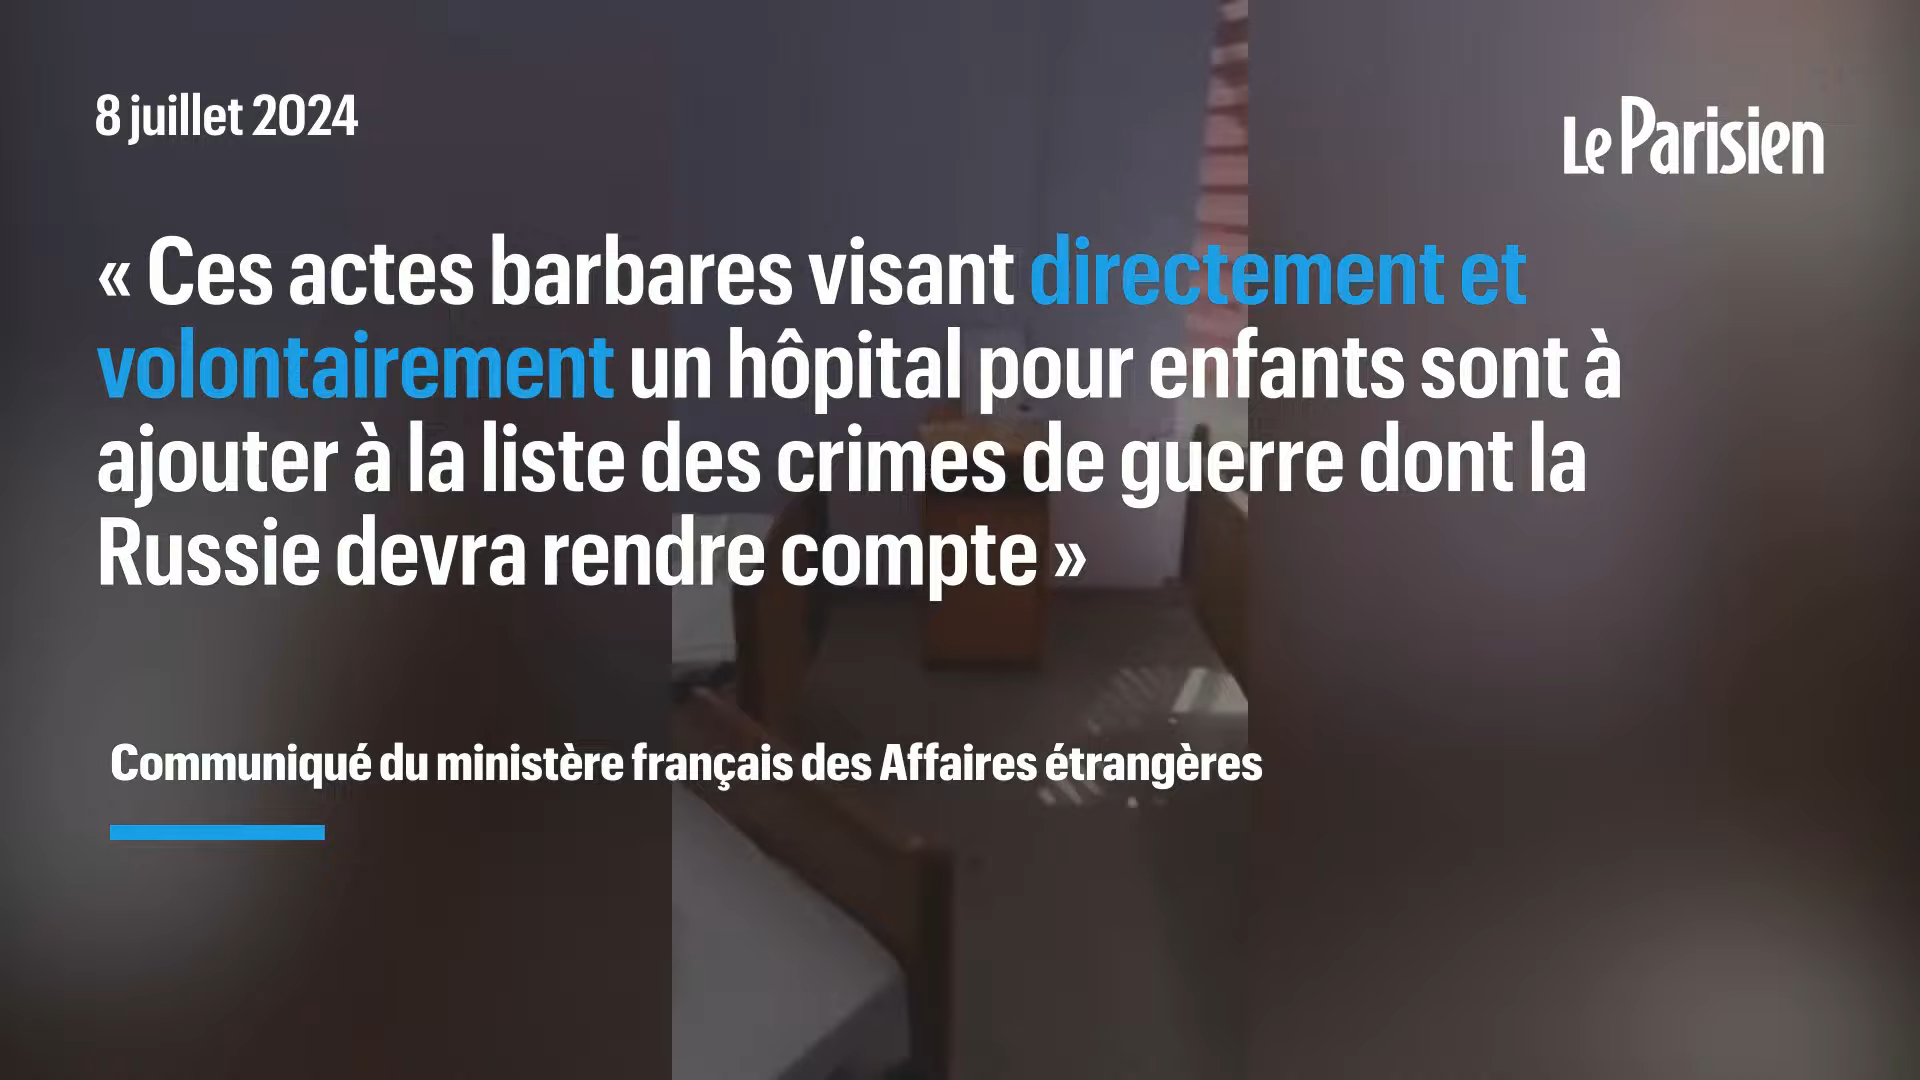 8 juillet 2024
Le Parisien
« Ces actes barbares visant directement et
volontairement un hôpital pour enfants sont à
ajouter à la liste des crimes de guerre dont la
Russie devra rendre compte »
Communiqué du ministère français des Affaires étrangères